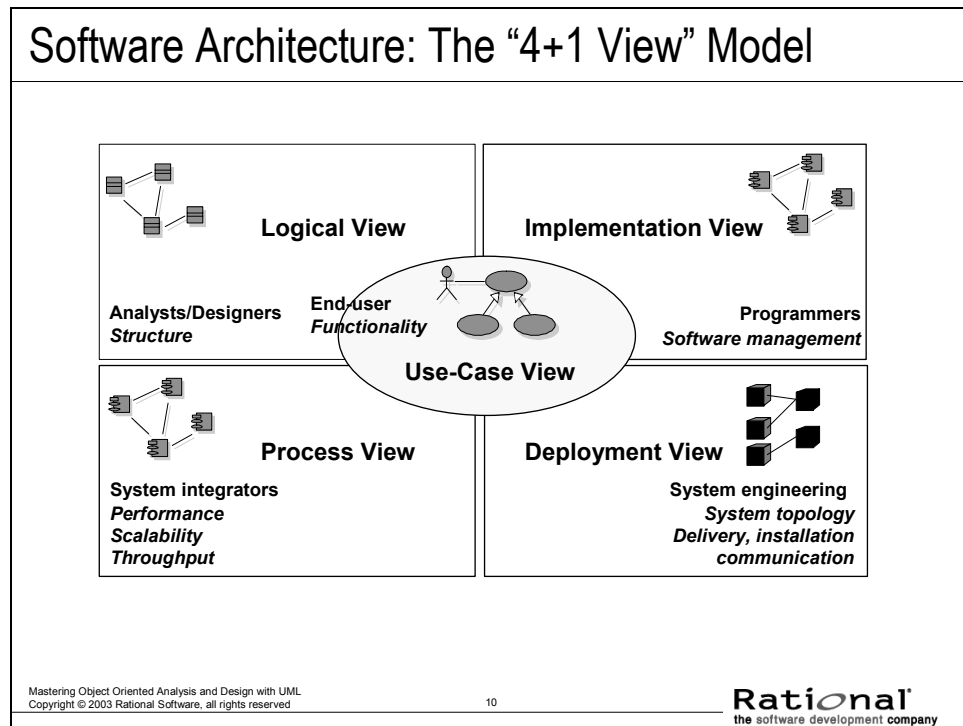 Software Architecture: The “4+1 View” Model
Logical View
Analysts/Designers
Structure
Implementation View
Programmers
Software management
End-user
Functionality
Use-Case View
Process View
System integrators
Performance
Scalability
Throughput
Deployment View
System engineering
System topology
Delivery, installation
communication
Mastering Object Oriented Analysis and Design with UML
Copyright © 2003 Rational Software, all rights reserved
10
Rational
the software development company